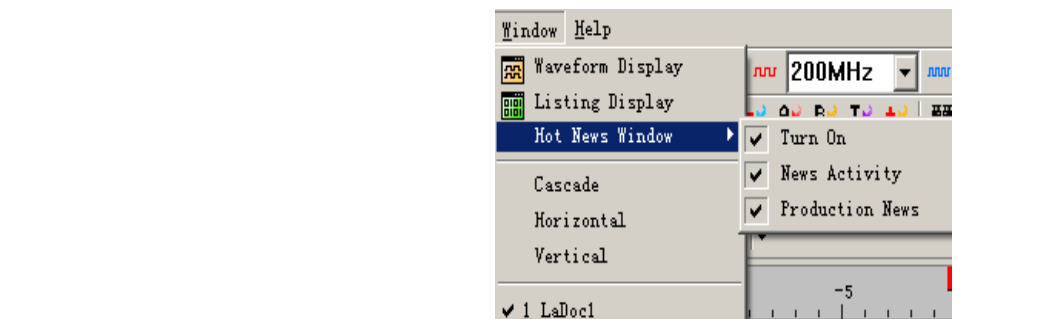 Window Help
Waveform Display
200MHz
Listing Display
Hot News Window
Turn On
News Activity
Production News
Cascade
Horizontal
Vertical
-5
✓ 1 LaDoc1